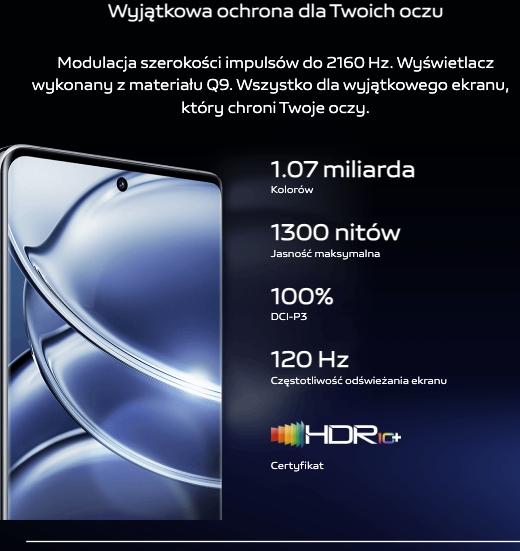 Wyjątkowa ochrona dla Twoich oczu
Modulacja szerokości impulsów do 2160 Hz. Wyświetlacz
wykonany z materiału Q9. Wszystko dla wyjątkowego ekranu,
który chroni Twoje oczy.
1.07 miliarda
Kolorów
1300 nitów
Jasność maksymalna
100%
DCI-P3
120 Hz
Częstotliwość odświeżania ekranu
HDR10+
Certyfikat